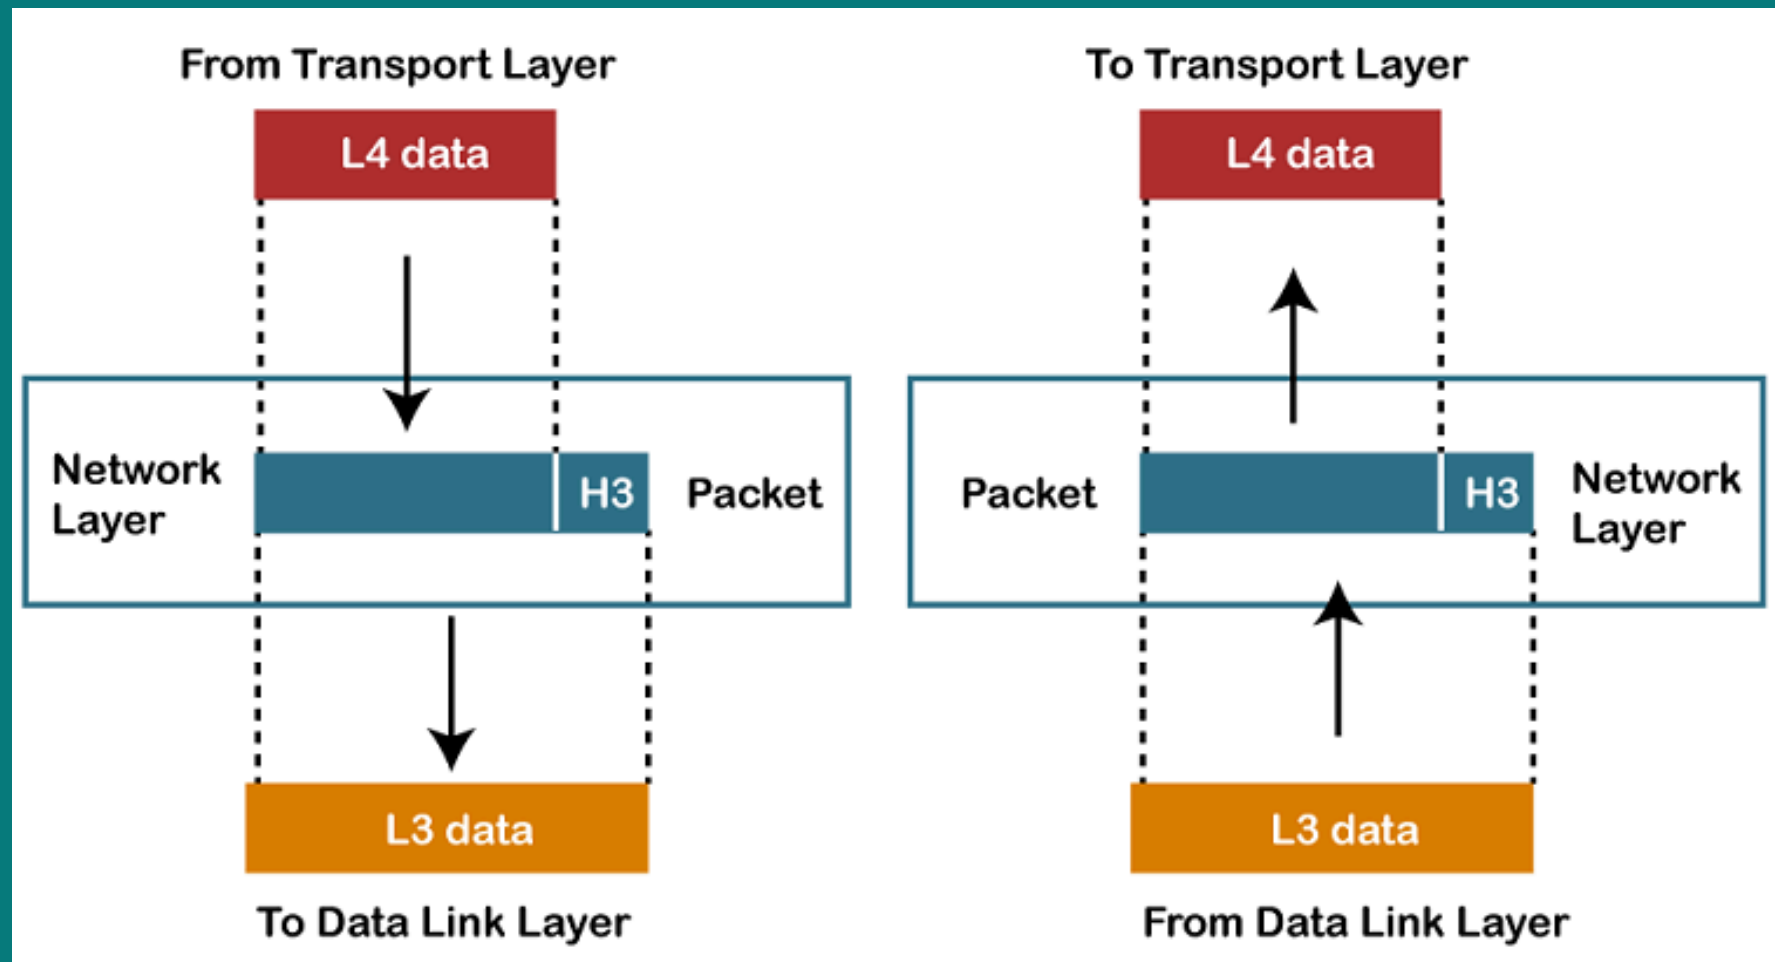 From Transport Layer
L4 data
Network
Layer
H3
Packet
L3 data
To Data Link Layer
To Transport Layer
L4 data
Packet
H3
Network
Layer
L3 data
From Data Link Layer